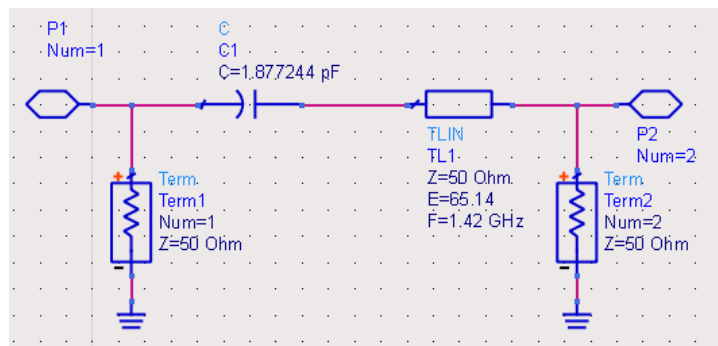 P1
Num=1
C
C1
C=1.877244 pF
TLIN
TL1
Z=50 Ohm
E=65.14
F=1.42 GHz
P2
Num=2
+
Term
Term1
Num=1
Z=50 Ohm
-
+
Term
Term2
Num=2
Z=50 Ohm
-